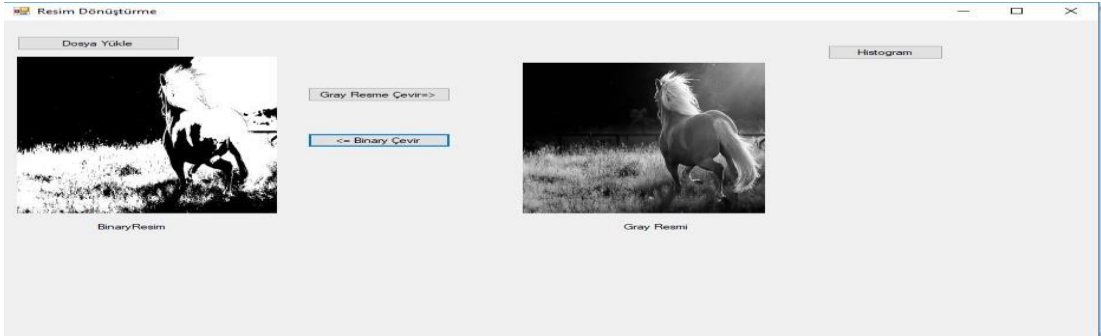 Resim Dönüştürme
Dosya Yükle
Histogram
Gray Resme Çevir=>
<= Binary Çevir
BinaryResim
Gray Resmi